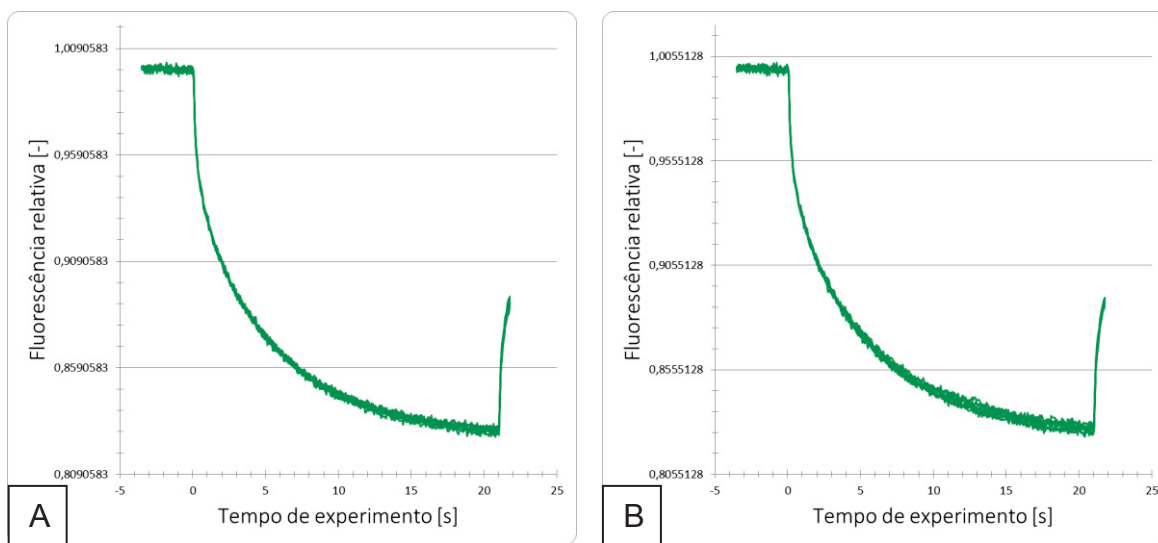 1,0090583
0,9590583
0,9090583
0,8590583
0,8090583
Fluorescência relativa [-]
-5 0 5 10 15 20 25
Tempo de experimento [s]
A
1,0055128
0,9555128
0,9055128
0,8555128
0,8055128
Fluorescência relativa [-]
-5 0 5 10 15 20 25
Tempo de experimento [s]
B